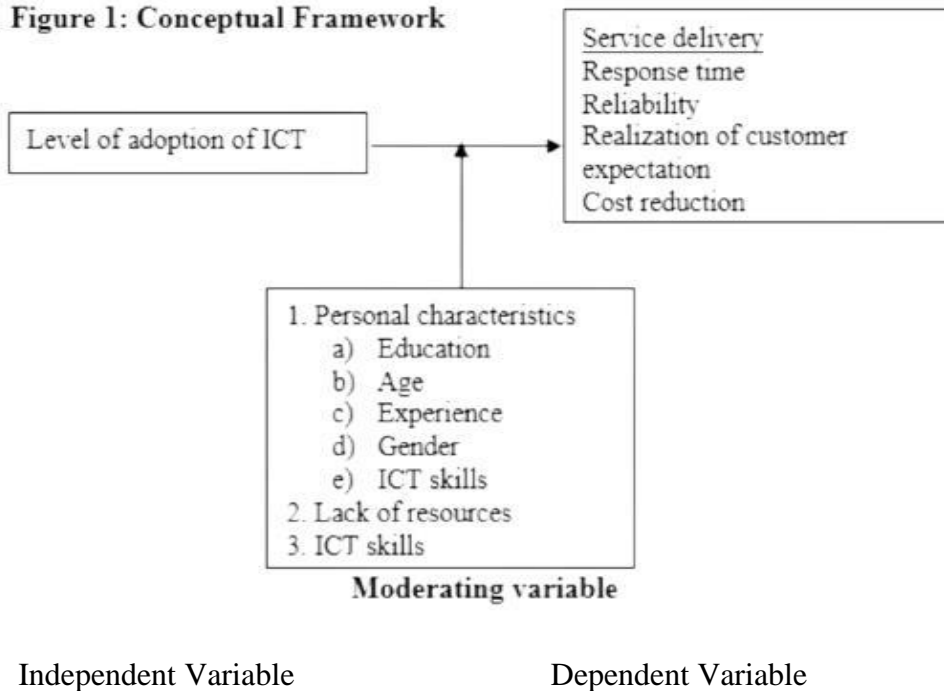 Figure 1: Conceptual Framework
Level of adoption of ICT
Service delivery
Response time
Reliability
Realization of customer
expectation
Cost reduction
1. Personal characteristics
a) Education
b) Age
c) Experience
d) Gender
e) ICT skills
2. Lack of resources
3. ICT skills
Moderating variable
Independent Variable
Dependent Variable